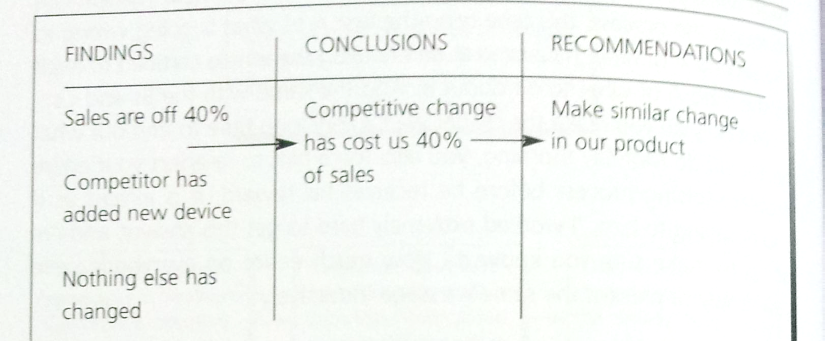 FINDINGS
CONCLUSIONS
RECOMMENDATIONS
Sales are off 40%
Competitor has
added new device
Nothing else has
changed
Competitive change
has cost us 40%
of sales
Make similar change
in our product